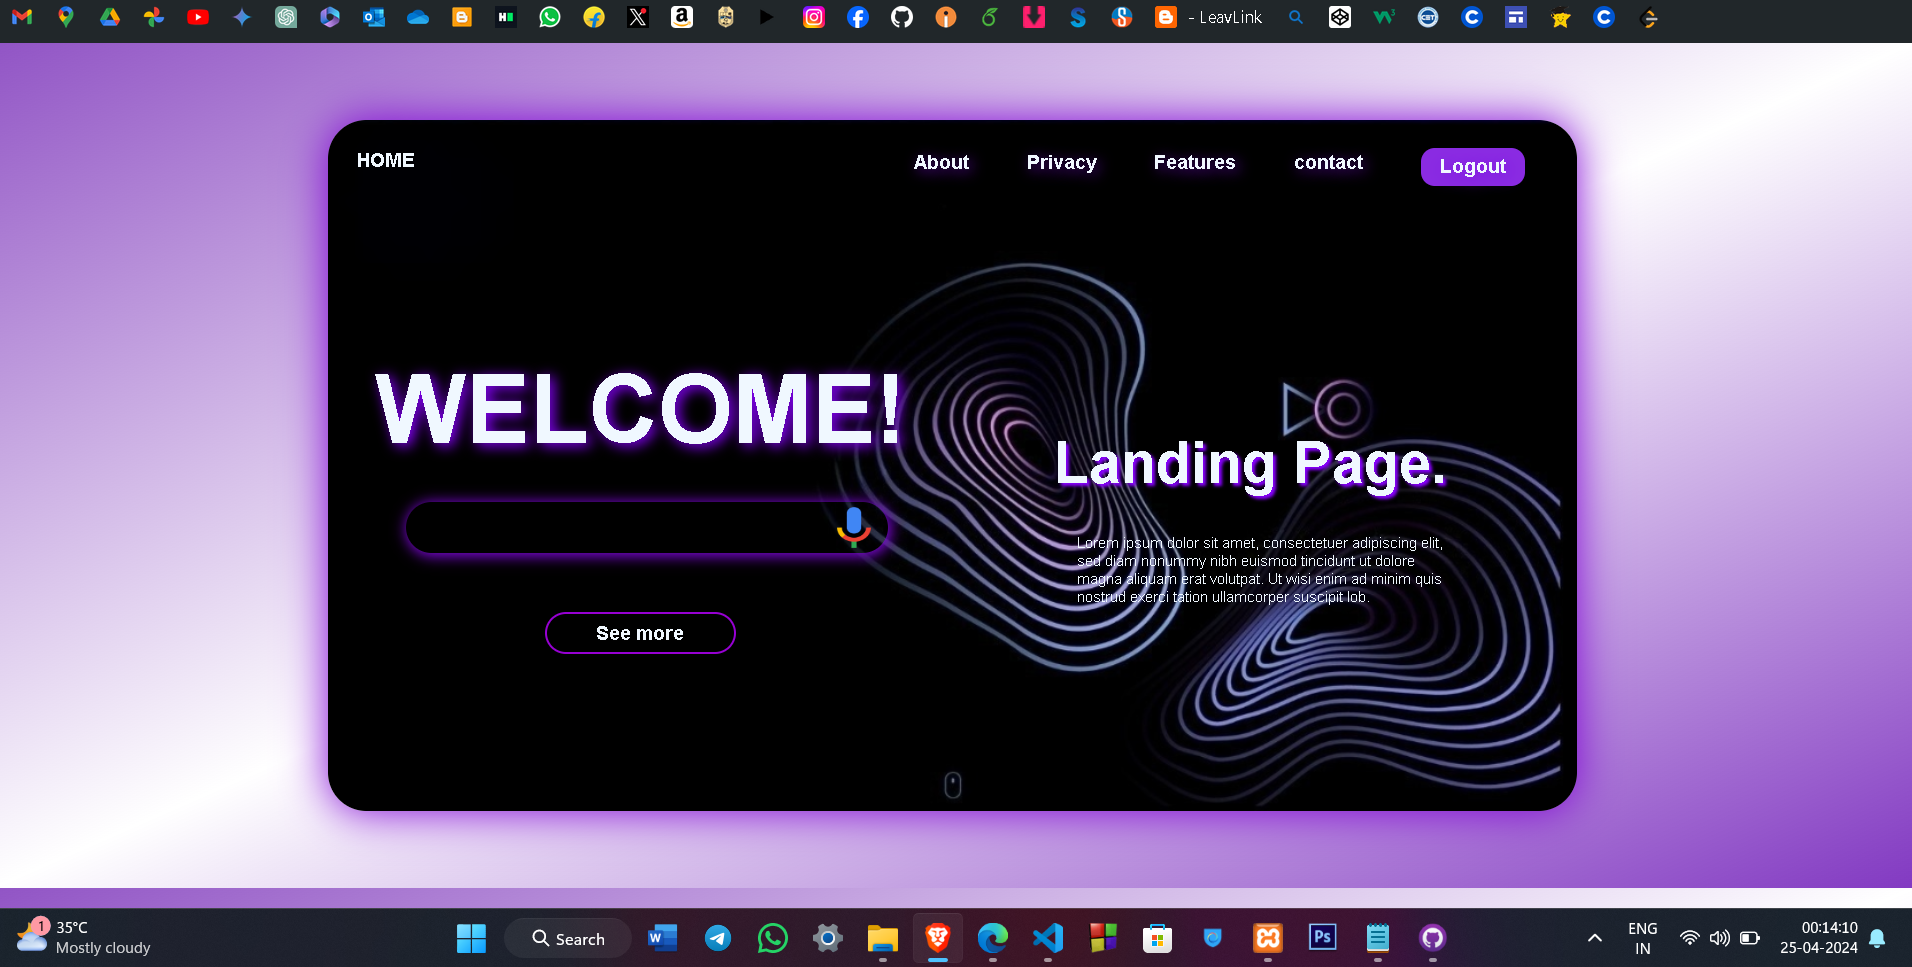 - LeavLink
HOME
About
Privacy
Features
contact
Logout
WELCOME!
Landing Page.
Lorem ipsum dolor sit amet, consectetuer adipiscing elit,
sed diam nonummy nibh euismod tincidunt ut dolore
magna aliquam erat volutpat. Ut wisi enim ad minim quis
nostrud exerci tation ullamcorper suscipit lob.
See more
1
35°C
Mostly cloudy
Search
ENG
IN
00:14:10
25-04-2024